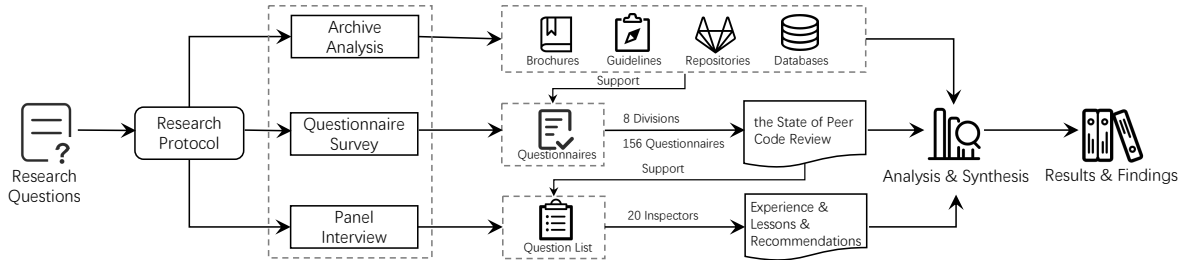 Research
Questions
Research
Protocol
Archive
Analysis
Questionnaire
Survey
Panel
Interview
Brochures
Guidelines
Repositories
Databases
Support
Questionnaires
8 Divisions
156 Questionnaires
the State of Peer
Code Review
Support
Question List
20 Inspectors
Experience &
Lessons &
Recommendations
Analysis & Synthesis
Results & Findings